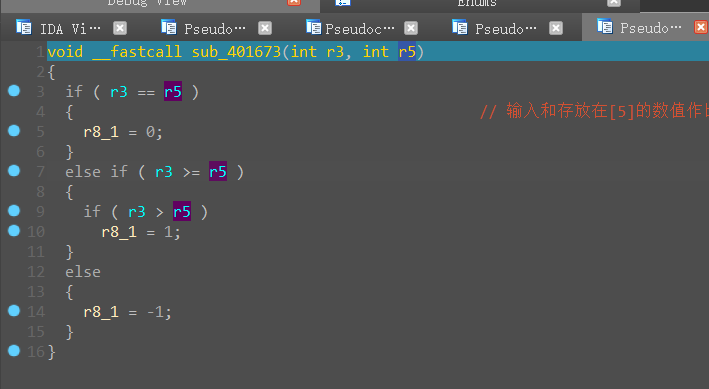 Debug View
Enums
IDA Vi···
Pseudo···
Pseudoc···
Pseudo···
Pseudo···
1 void __fastcall sub_401673(int r3, int r5)
2 {
3 if ( r3 == r5 )
4 { // 输入和存放在[5]的数值作
5 r8_1 = 0;
6 }
7 else if ( r3 >= r5 )
8 {
9 if ( r3 > r5 )
10 r8_1 = 1;
11 }
12 else
13 {
14 r8_1 = -1;
15 }
16 }